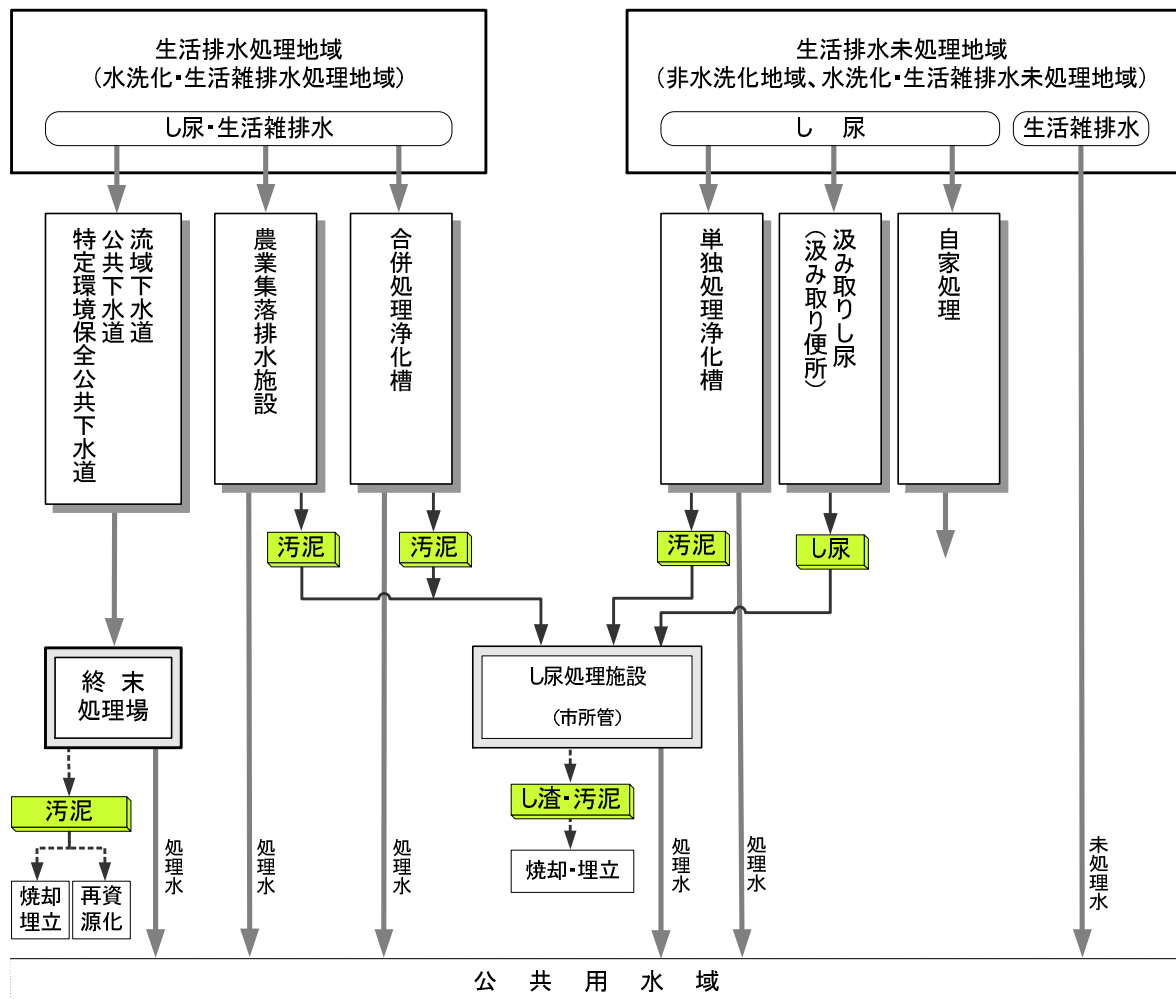 生活排水処理地域
（水洗化・生活雑排水処理地域）
し尿・生活雑排水
生活排水未処理地域
（非水洗化地域、水洗化・生活雑排水未処理地域）
し　尿
生活雑排水
流域下水道
公共下水道
特定環境保全公共下水道
農業集落排水施設
合併処理浄化槽
単独処理浄化槽
汲み取りし尿
（汲み取り便所）
自家処理
汚泥
汚泥
汚泥
し尿
終　末
処理場
し尿処理施設
（市所管）
汚泥
し渣・汚泥
焼却
埋立
再資
源化
焼却・埋立
処理水
処理水
処理水
処理水
処理水
未処理水
公　共　用　水　域